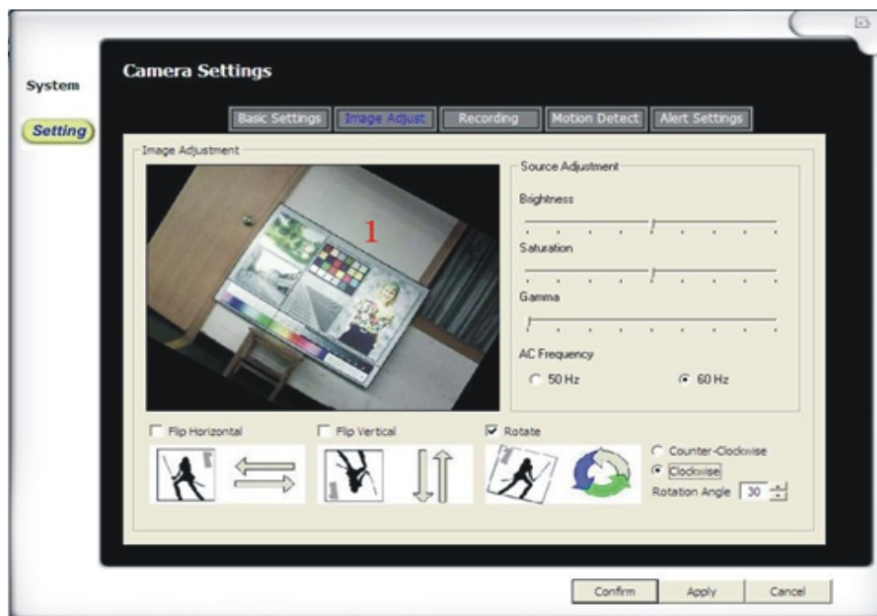 Camera Settings
System
Setting
Basic Settings
Image Adjust
Recording
Motion Detect
Alert Settings
Image Adjustment
1
Source Adjustment
Brightness
Saturation
Gamma
AC Frequency
50 Hz
60 Hz
Flip Horizontal
Flip Vertical
Rotate
Counter-Clockwise
Clockwise
Rotation Angle 30
Confirm
Apply
Cancel